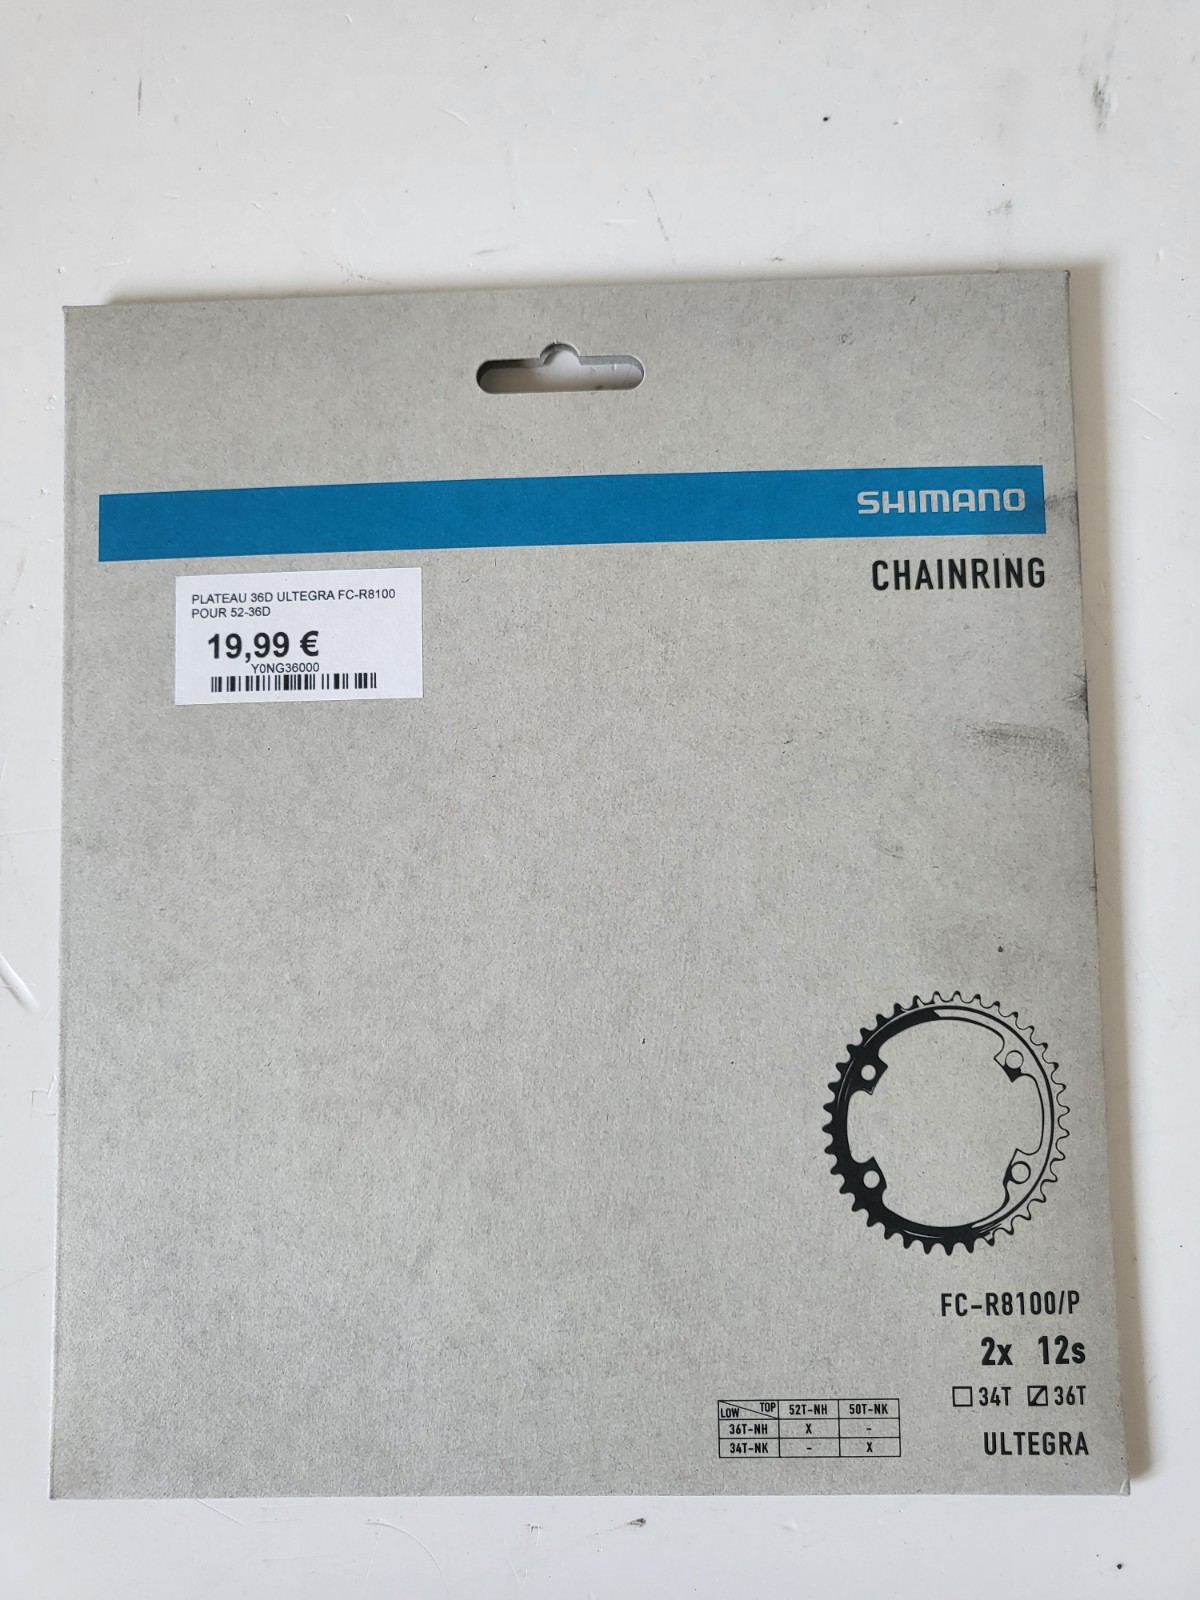 SHIMANO
CHAINRING
PLATEAU 36D ULTEGRA FC-R8100
POUR 52-36D
19,99 €
Y0NG36000
FC-R8100/P
2x 12s
34T 36T
ULTEGRA
LOW TOP 52T-NH 50T-NK
36T-NH X -
34T-NK - X